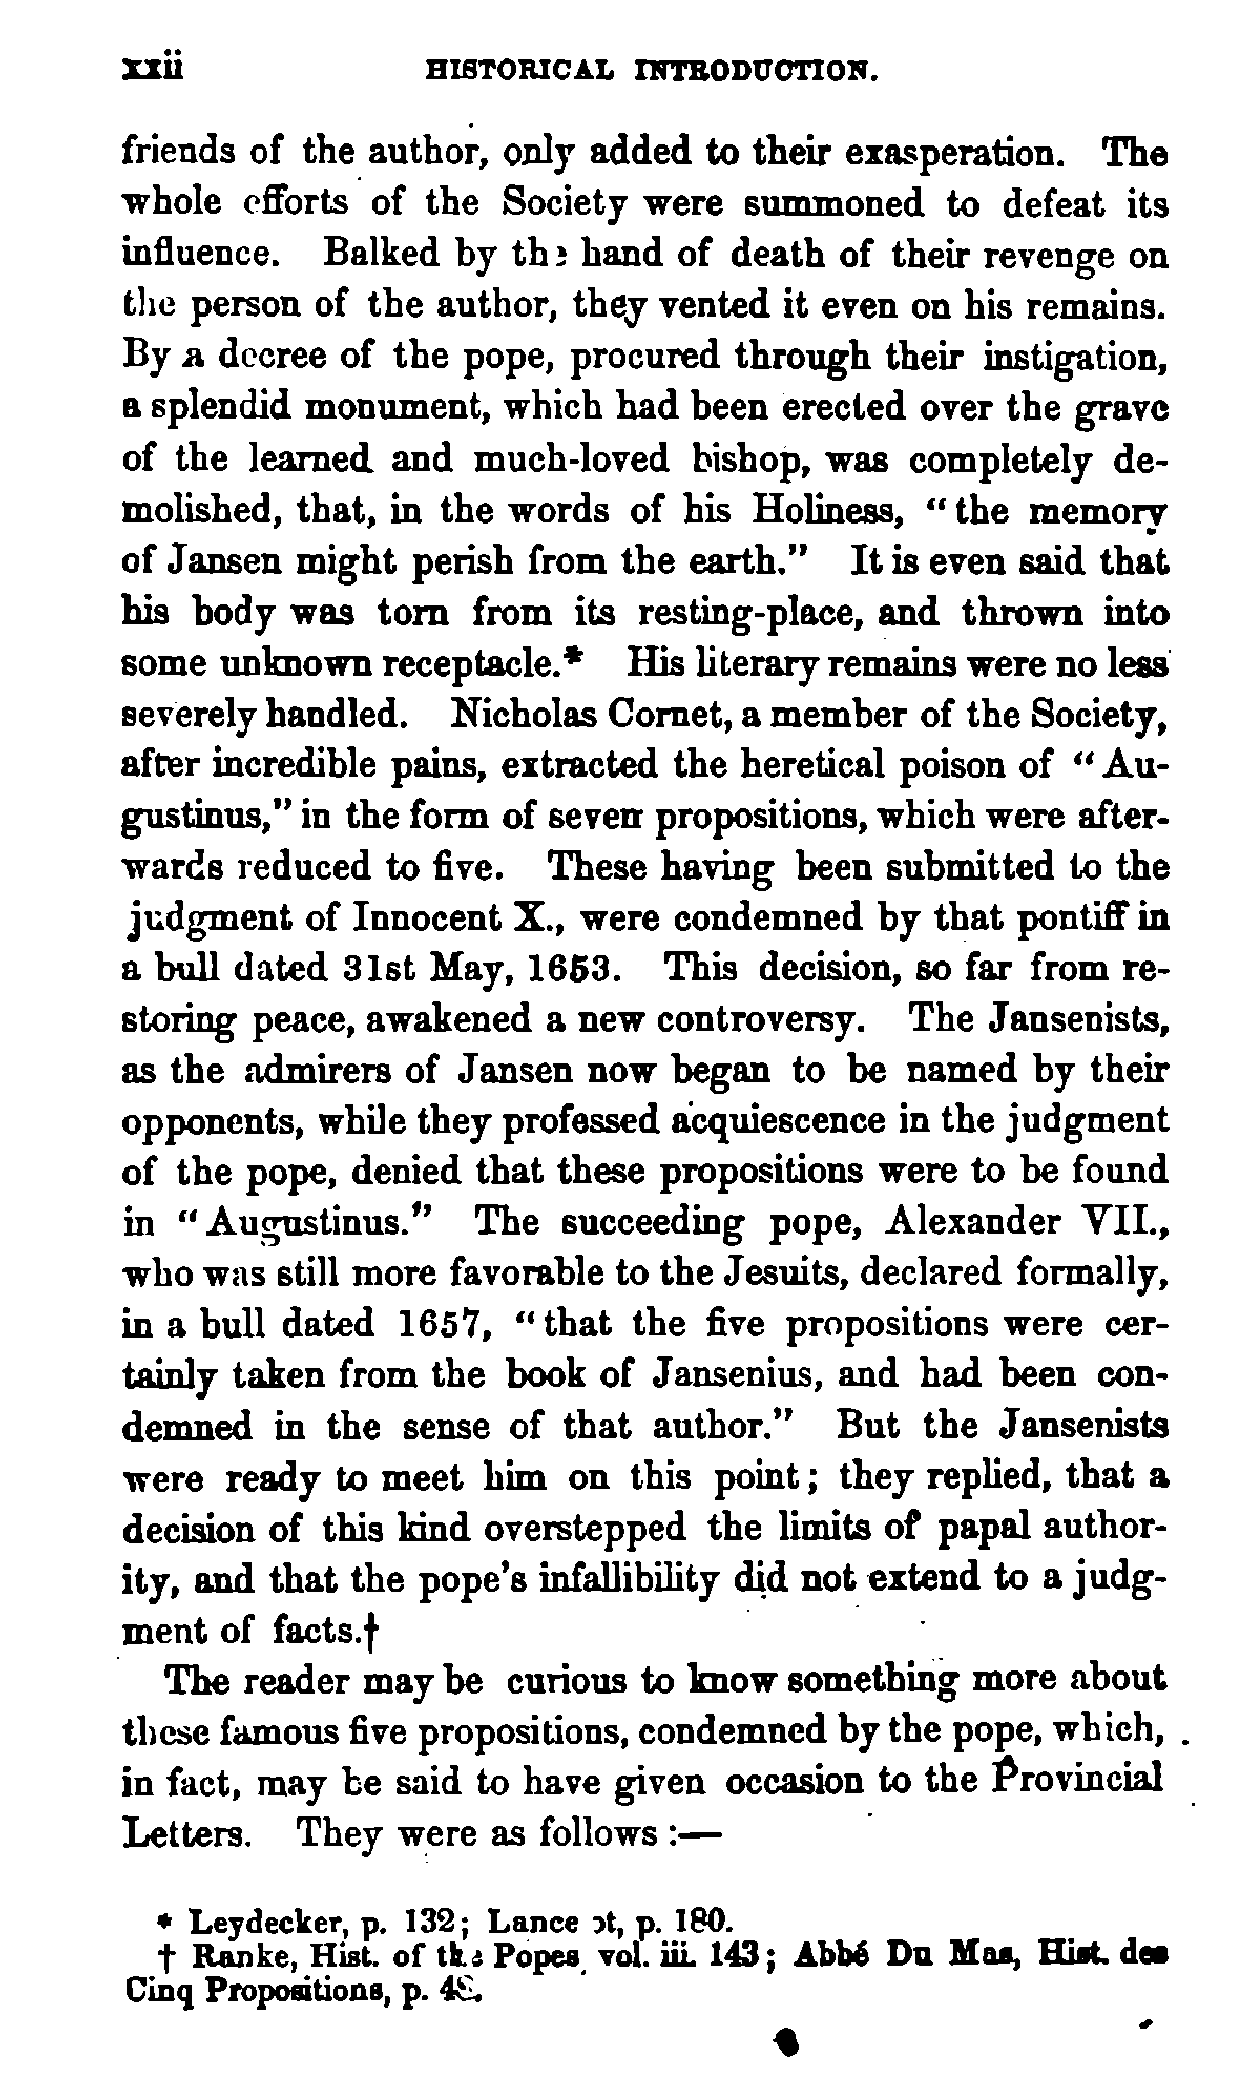 xxii HISTORICAL INTRODUCTION.
friends of the author, only added to their exasperation. The
whole efforts of the Society were summoned to defeat its
influence. Balked by the hand of death of their revenge on
the person of the author, they vented it even on his remains.
By a decree of the pope, procured through their instigation,
a splendid monument, which had been erected over the grave
of the learned and much-loved bishop, was completely de-
molished, that, in the words of his Holiness, "the memory
of Jansen might perish from the earth." It is even said that
his body was torn from its resting-place, and thrown into
some unknown receptacle.* His literary remains were no less
severely handled. Nicholas Cornet, a member of the Society,
after incredible pains, extracted the heretical poison of "Au-
gustinus," in the form of seven propositions, which were after-
wards reduced to five. These having been submitted to the
judgment of Innocent X., were condemned by that pontiff in
a bull dated 31st May, 1653. This decision, so far from re-
storing peace, awakened a new controversy. The Jansenists,
as the admirers of Jansen now began to be named by their
opponents, while they professed acquiescence in the judgment
of the pope, denied that these propositions were to be found
in "Augustinus." The succeeding pope, Alexander VII.,
who was still more favorable to the Jesuits, declared formally,
in a bull dated 1657, "that the five propositions were cer-
tainly taken from the book of Jansenius, and had been con-
demned in the sense of that author." But the Jansenists
were ready to meet him on this point; they replied, that a
decision of this kind overstepped the limits of papal author-
ity, and that the pope's infallibility did not extend to a judg-
ment of facts.†
The reader may be curious to know something more about
these famous five propositions, condemned by the pope, which,
in fact, may be said to have given occasion to the Provincial
Letters. They were as follows :—
* Leydecker, p. 132; Lancelot, p. 180.
† Ranke, Hist. of the Popes, vol. iii. 143; Abbé Du Mas, Hist. des
Cinq Propositions, p.